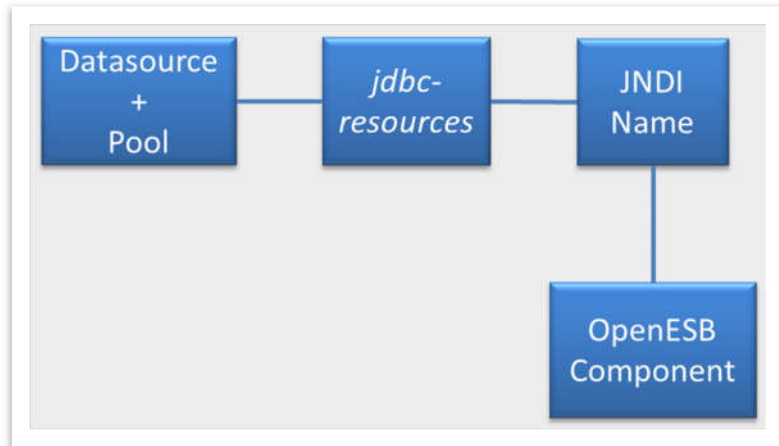 Datasource
+
Pool
jdbc-
resources
JNDI
Name
OpenESB
Component